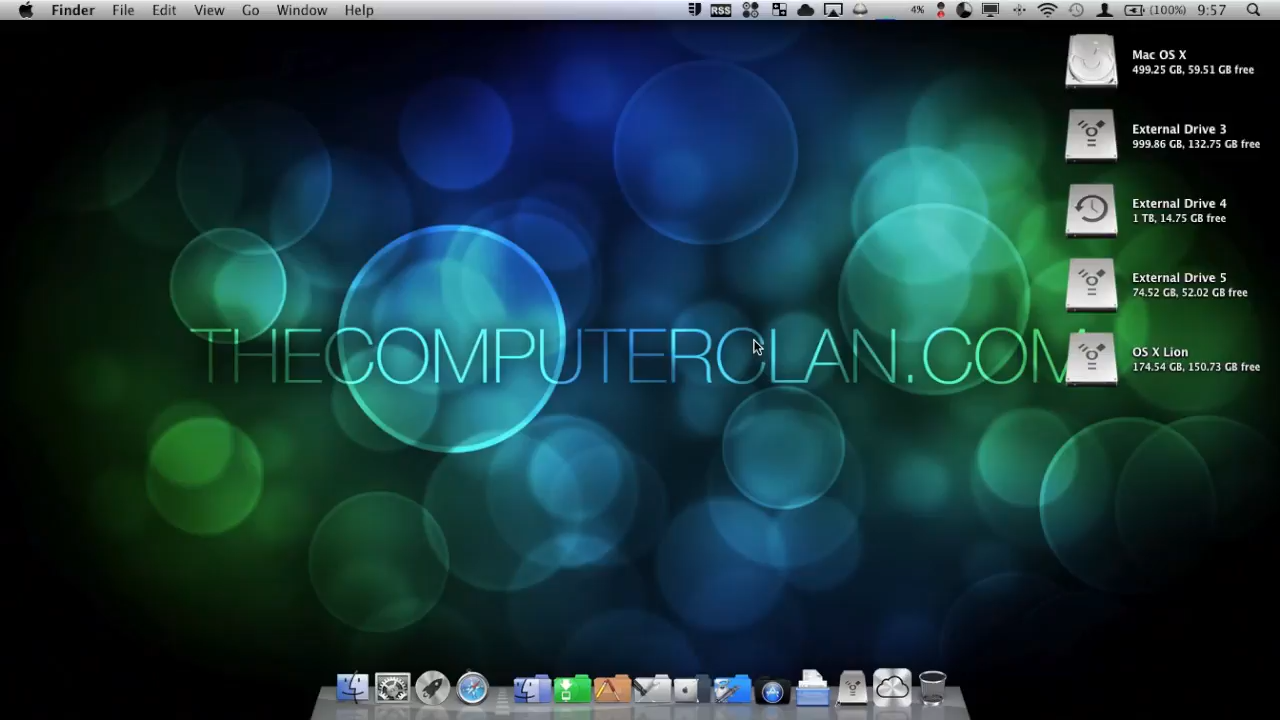 Finder File Edit View Go Window Help RSS 4% (100%) 9:57
Mac OS X
499.25 GB, 59.51 GB free
External Drive 3
999.86 GB, 132.75 GB free
External Drive 4
1 TB, 14.75 GB free
External Drive 5
74.52 GB, 52.02 GB free
THECOMPUTERCLAN.COM
OS X Lion
174.54 GB, 150.73 GB free